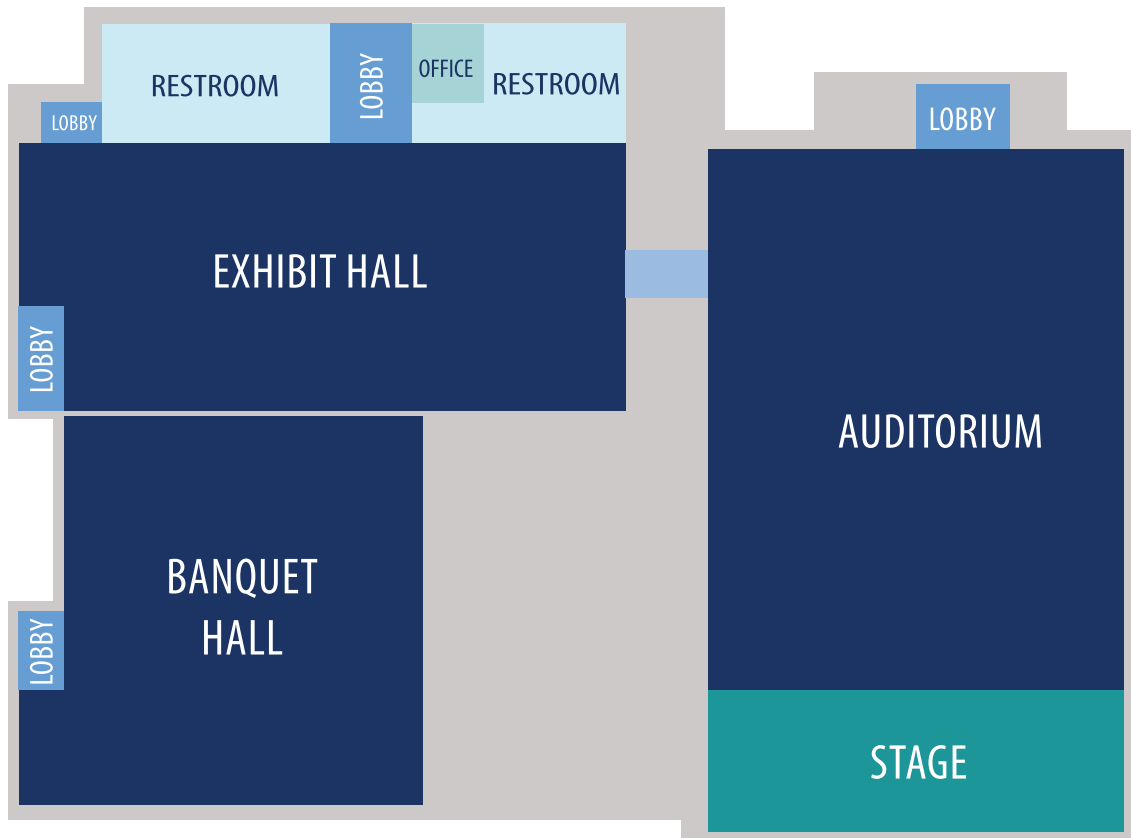 RESTROOM
LOBBY
OFFICE
RESTROOM
LOBBY
LOBBY
EXHIBIT HALL
LOBBY
AUDITORIUM
BANQUET
HALL
LOBBY
STAGE